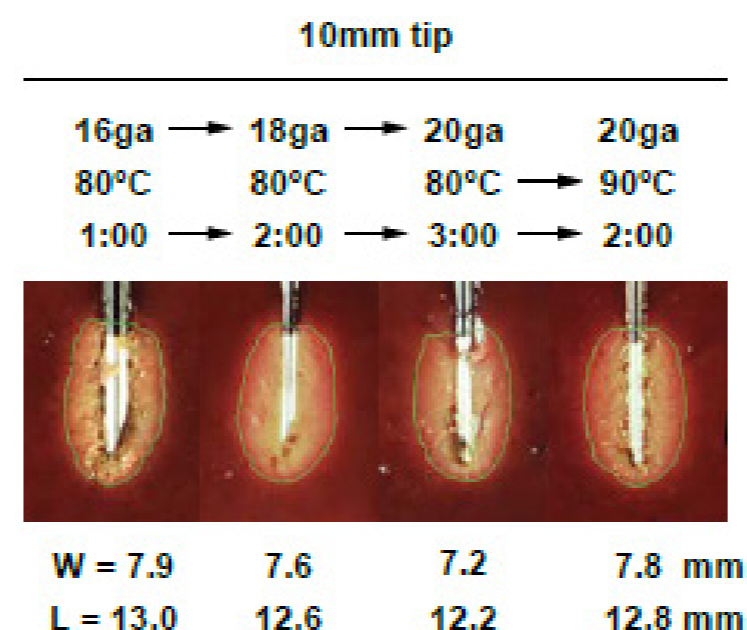 10mm tip
16ga → 18ga → 20ga 20ga
80ºC 80ºC 80ºC → 90ºC
1:00 → 2:00 → 3:00 → 2:00
W = 7.9 7.6 7.2 7.8 mm
L = 13.0 12.6 12.2 12.8 mm